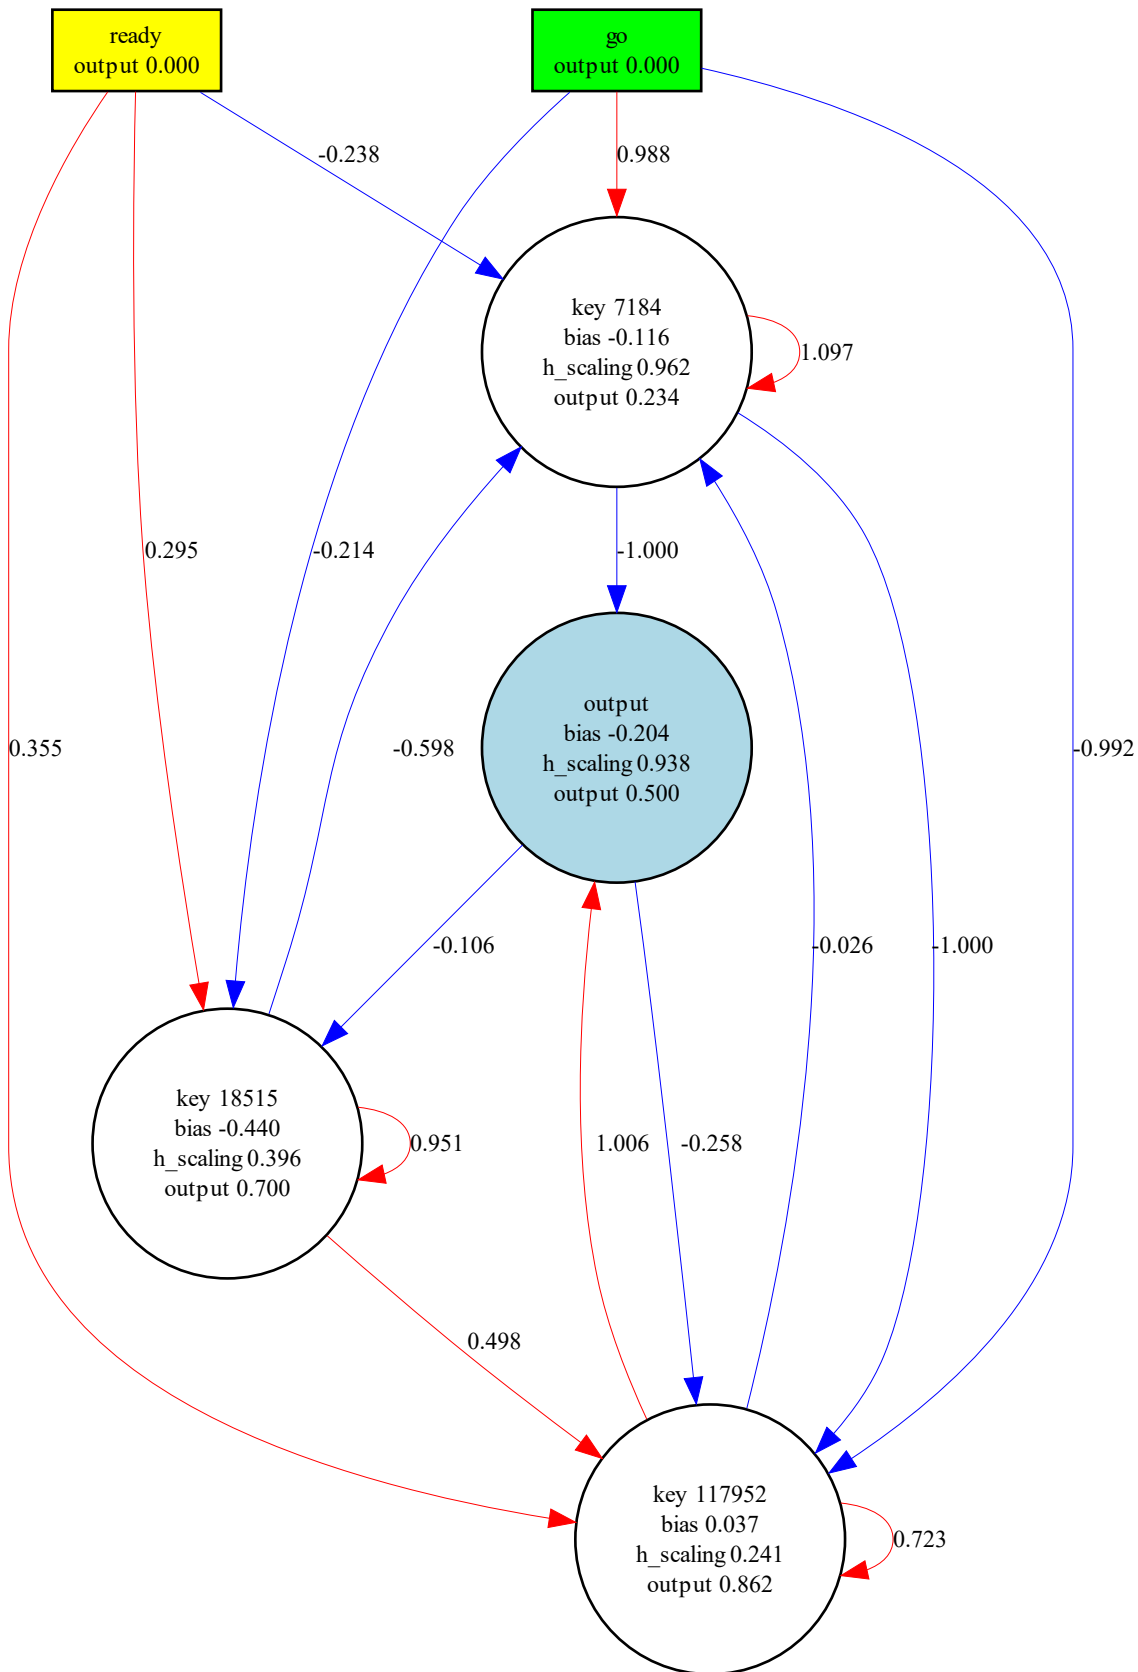 ready
output 0.000
go
output 0.000
-0.238
0.988
key 7184
bias -0.116
h_scaling 0.962
output 0.234
1.097
0.295
-0.214
-1.000
output
bias -0.204
h_scaling 0.938
output 0.500
0.355
-0.598
-0.992
-0.106
-0.026
-1.000
key 18515
bias -0.440
h_scaling 0.396
output 0.700
0.951
1.006
-0.258
0.498
key 117952
bias 0.037
h_scaling 0.241
output 0.862
0.723